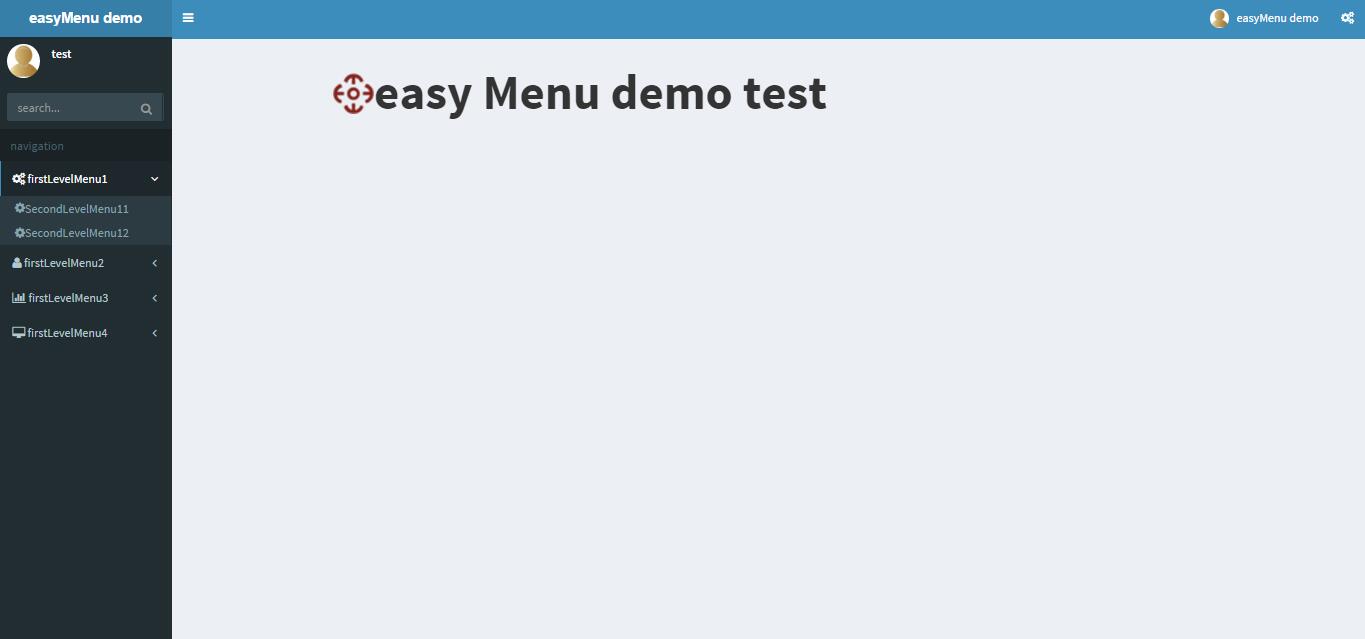 easyMenu demo
easyMenu demo
test
search...
navigation
firstLevelMenu1
SecondLevelMenu11
SecondLevelMenu12
firstLevelMenu2
firstLevelMenu3
firstLevelMenu4
easy Menu demo test